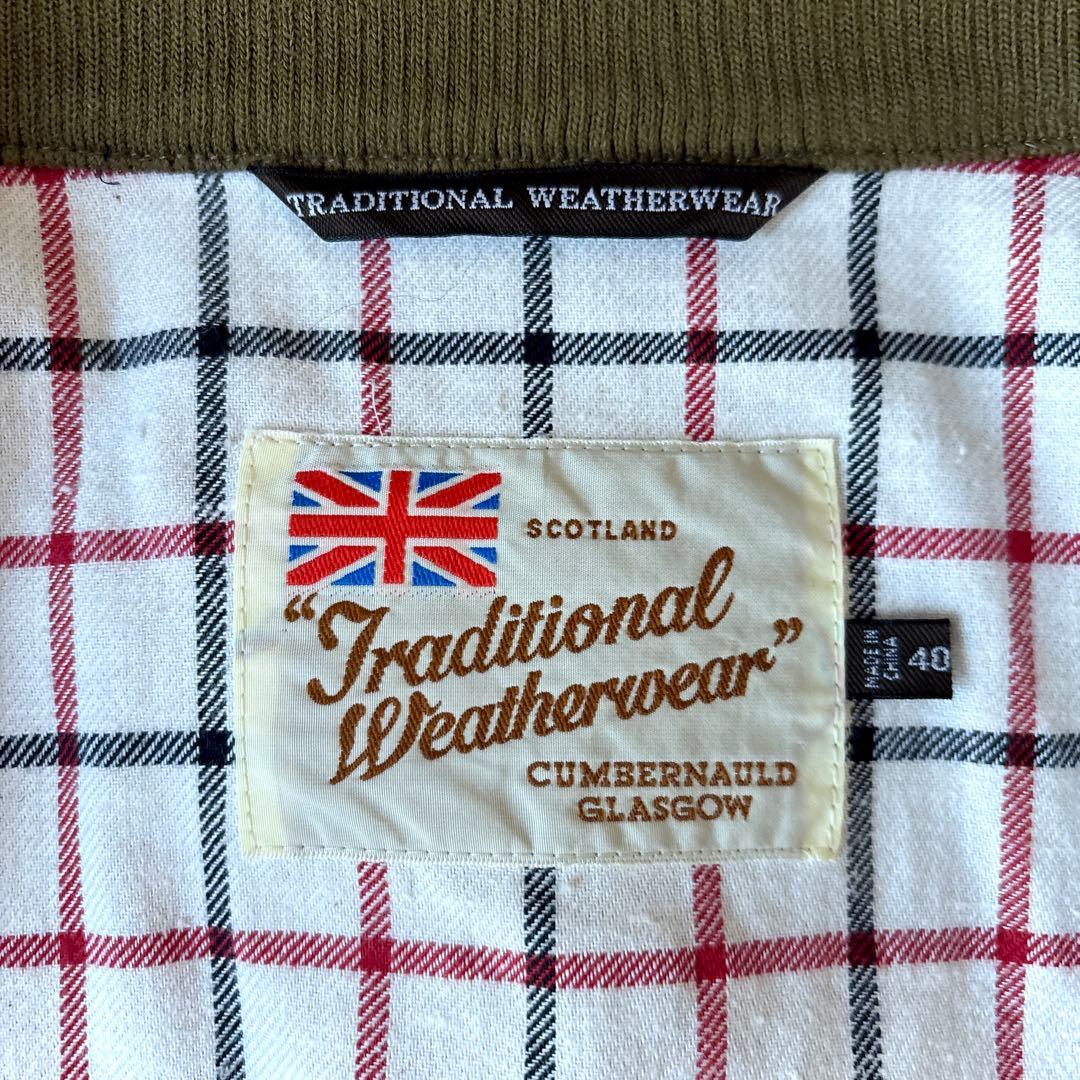 TRADITIONAL WEATHERWEAR
SCOTLAND
“Traditional
Weatherwear”
CUMBERNAULD
GLASGOW
MADE IN
CHINA
40